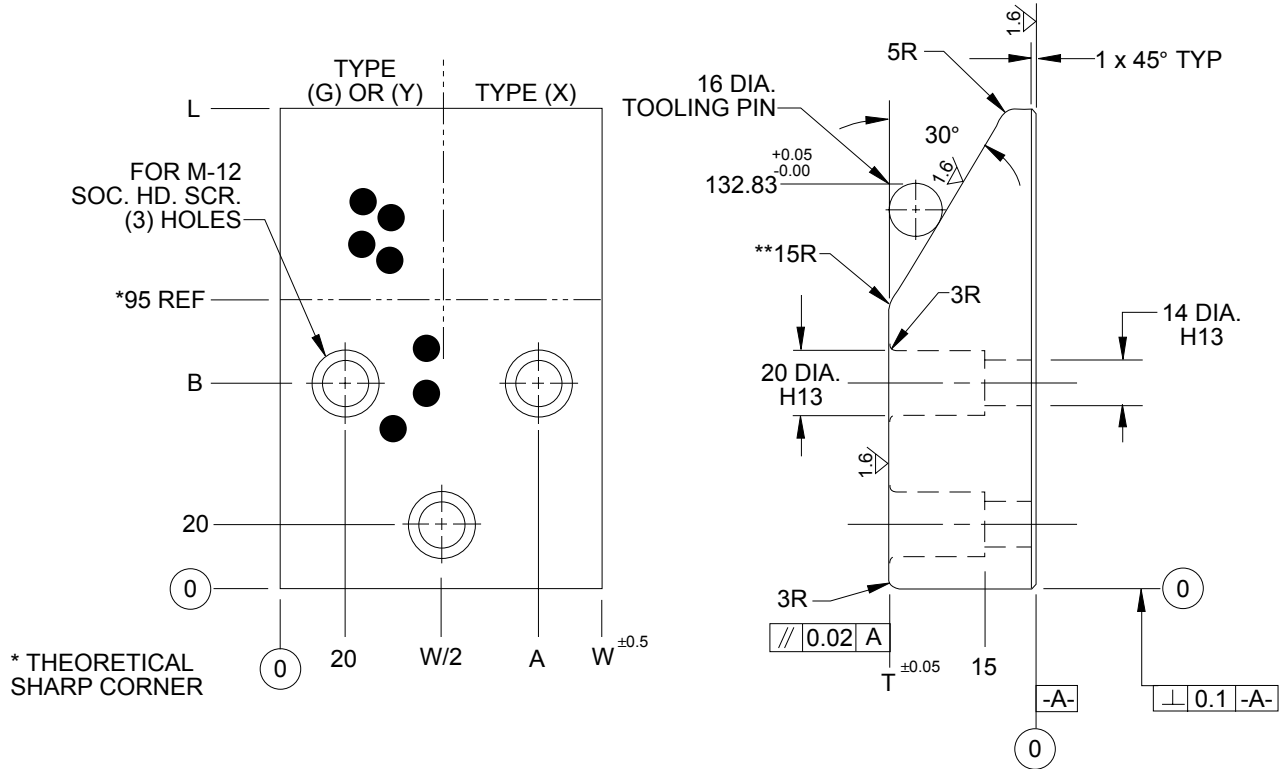 TYPE
(G) OR (Y)
TYPE (X)
L
FOR M-12
SOC. HD. SCR.
(3) HOLES
*95 REF
B
20
0
0
20
W/2
A
W ±0.5
* THEORETICAL
SHARP CORNER
1.6
5R
1 x 45° TYP
16 DIA.
TOOLING PIN
30°
1.6
+0.05
-0.00
132.83
**15R
3R
14 DIA.
H13
20 DIA.
H13
1.6
3R
0
// 0.02 A
T ±0.05
15
-A-
⊥ 0.1 -A-
0